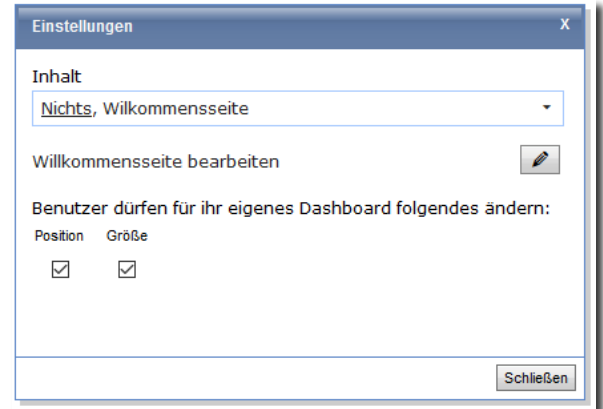 Einstellungen X
Inhalt
Nichts, Wilkommensseite
Willkommensseite bearbeiten
Benutzer dürfen für ihr eigenes Dashboard folgendes ändern:
Position Größe
Schließen